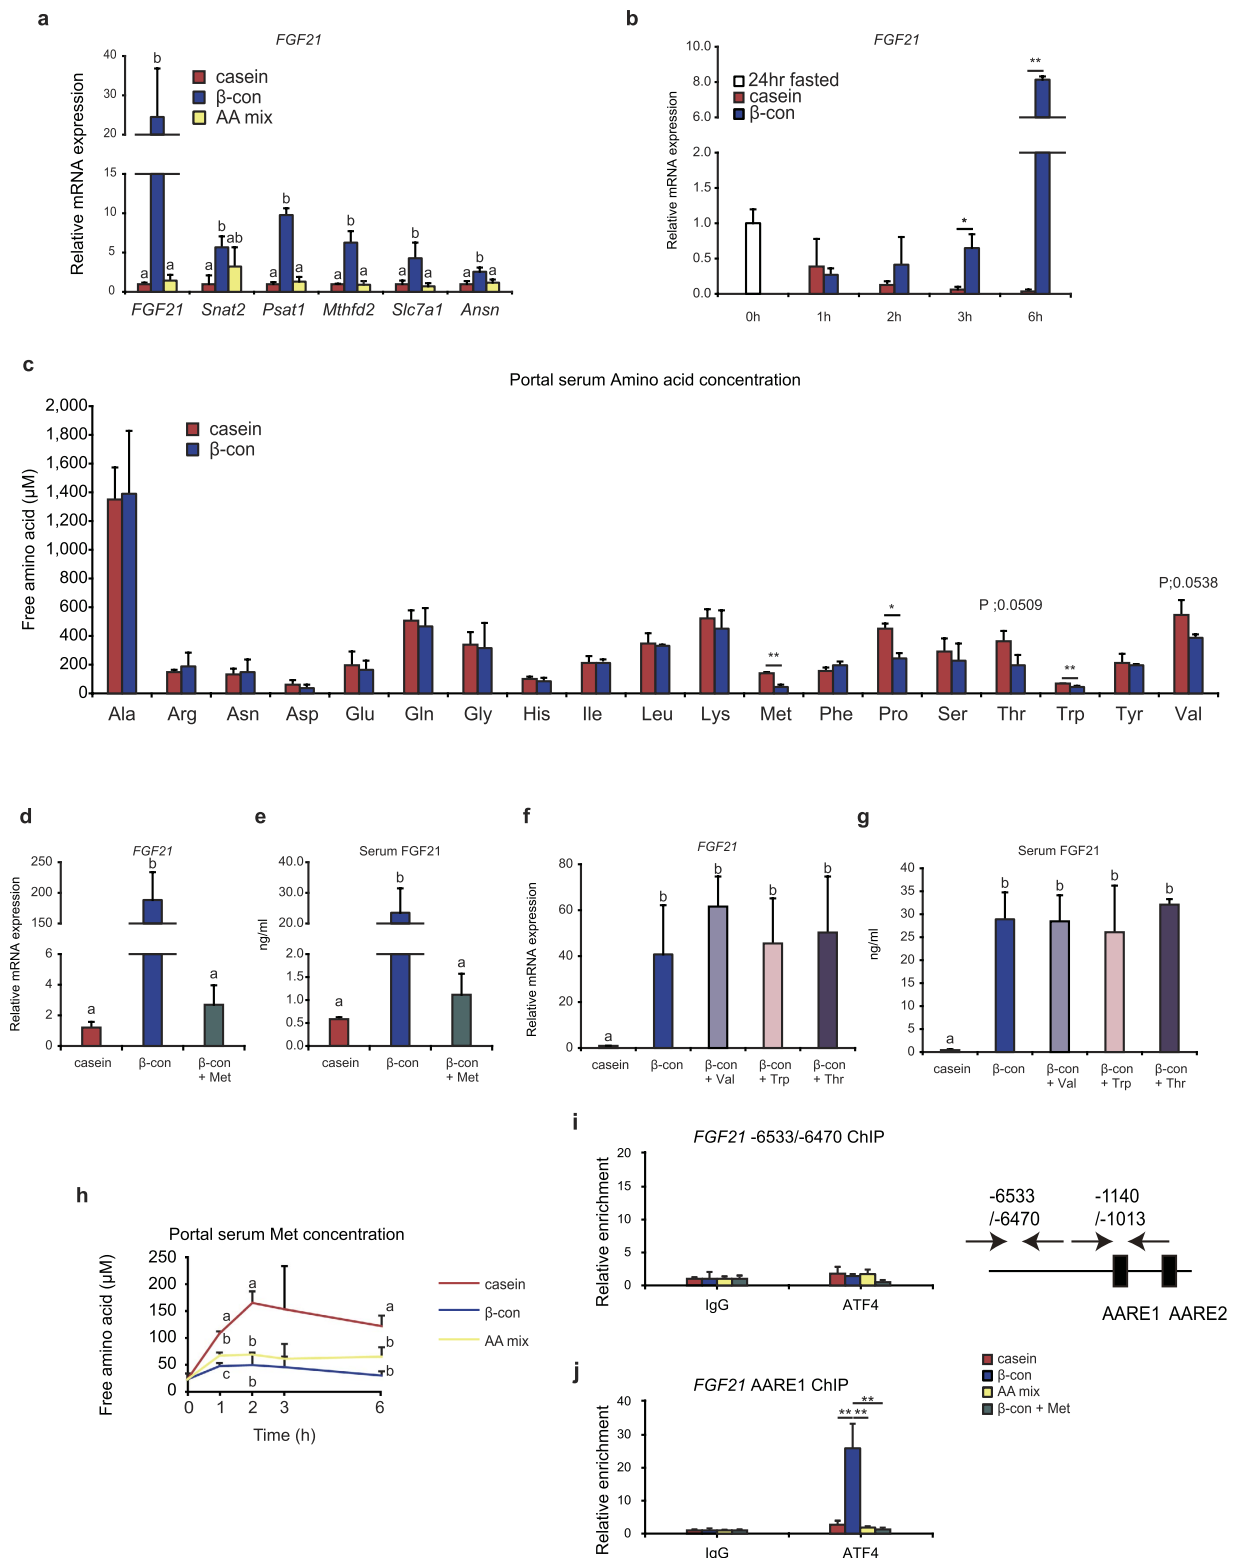 a
FGF21
Relative mRNA expression
40
30
20
15
10
5
0
casein
β-con
AA mix
b
b
b
b
b
b
a a
a ab
a a
a a
a a
a a
FGF21 Snat2 Psat1 Mthfd2 Slc7a1 Ansn
b
FGF21
Relative mRNA expression
10.0
8.0
6.0
2.0
1.5
1.0
0.5
0.0
24hr fasted
casein
β-con
*
**
0h 1h 2h 3h 6h
c
Portal serum Amino acid concentration
Free amino acid (μM)
2,000
1,800
1,600
1,400
1,200
1,000
800
600
400
200
0
casein
β-con
**
*
P ;0.0509
**
P;0.0538
Ala Arg Asn Asp Glu Gln Gly His Ile Leu Lys Met Phe Pro Ser Thr Trp Tyr Val
d
FGF21
Relative mRNA expression
250
200
150
6
4
2
0
a b a
casein β-con β-con
+ Met
e
Serum FGF21
ng/ml
40.0
30.0
20.0
2.0
1.5
1.0
0.5
0.0
a b a
casein β-con β-con
+ Met
f
FGF21
Relative mRNA expression
80
60
40
20
0
a b b b b
casein β-con β-con β-con β-con
+ Val + Trp + Thr
g
Serum FGF21
ng/ml
40
35
30
25
20
15
10
5
0
a b b b b
casein β-con β-con β-con β-con
+ Val + Trp + Thr
h
Portal serum Met concentration
Free amino acid (μM)
250
200
150
100
50
0
a a a
b b b
c b b
0 1 2 3 6
Time (h)
casein
β-con
AA mix
i
FGF21 -6533/-6470 ChIP
Relative enrichment
20
15
10
5
0
IgG ATF4
-6533 -1140
/-6470 /-1013
AARE1 AARE2
j
FGF21 AARE1 ChIP
Relative enrichment
40
30
20
10
0
**
** **
IgG ATF4
casein
β-con
AA mix
β-con + Met